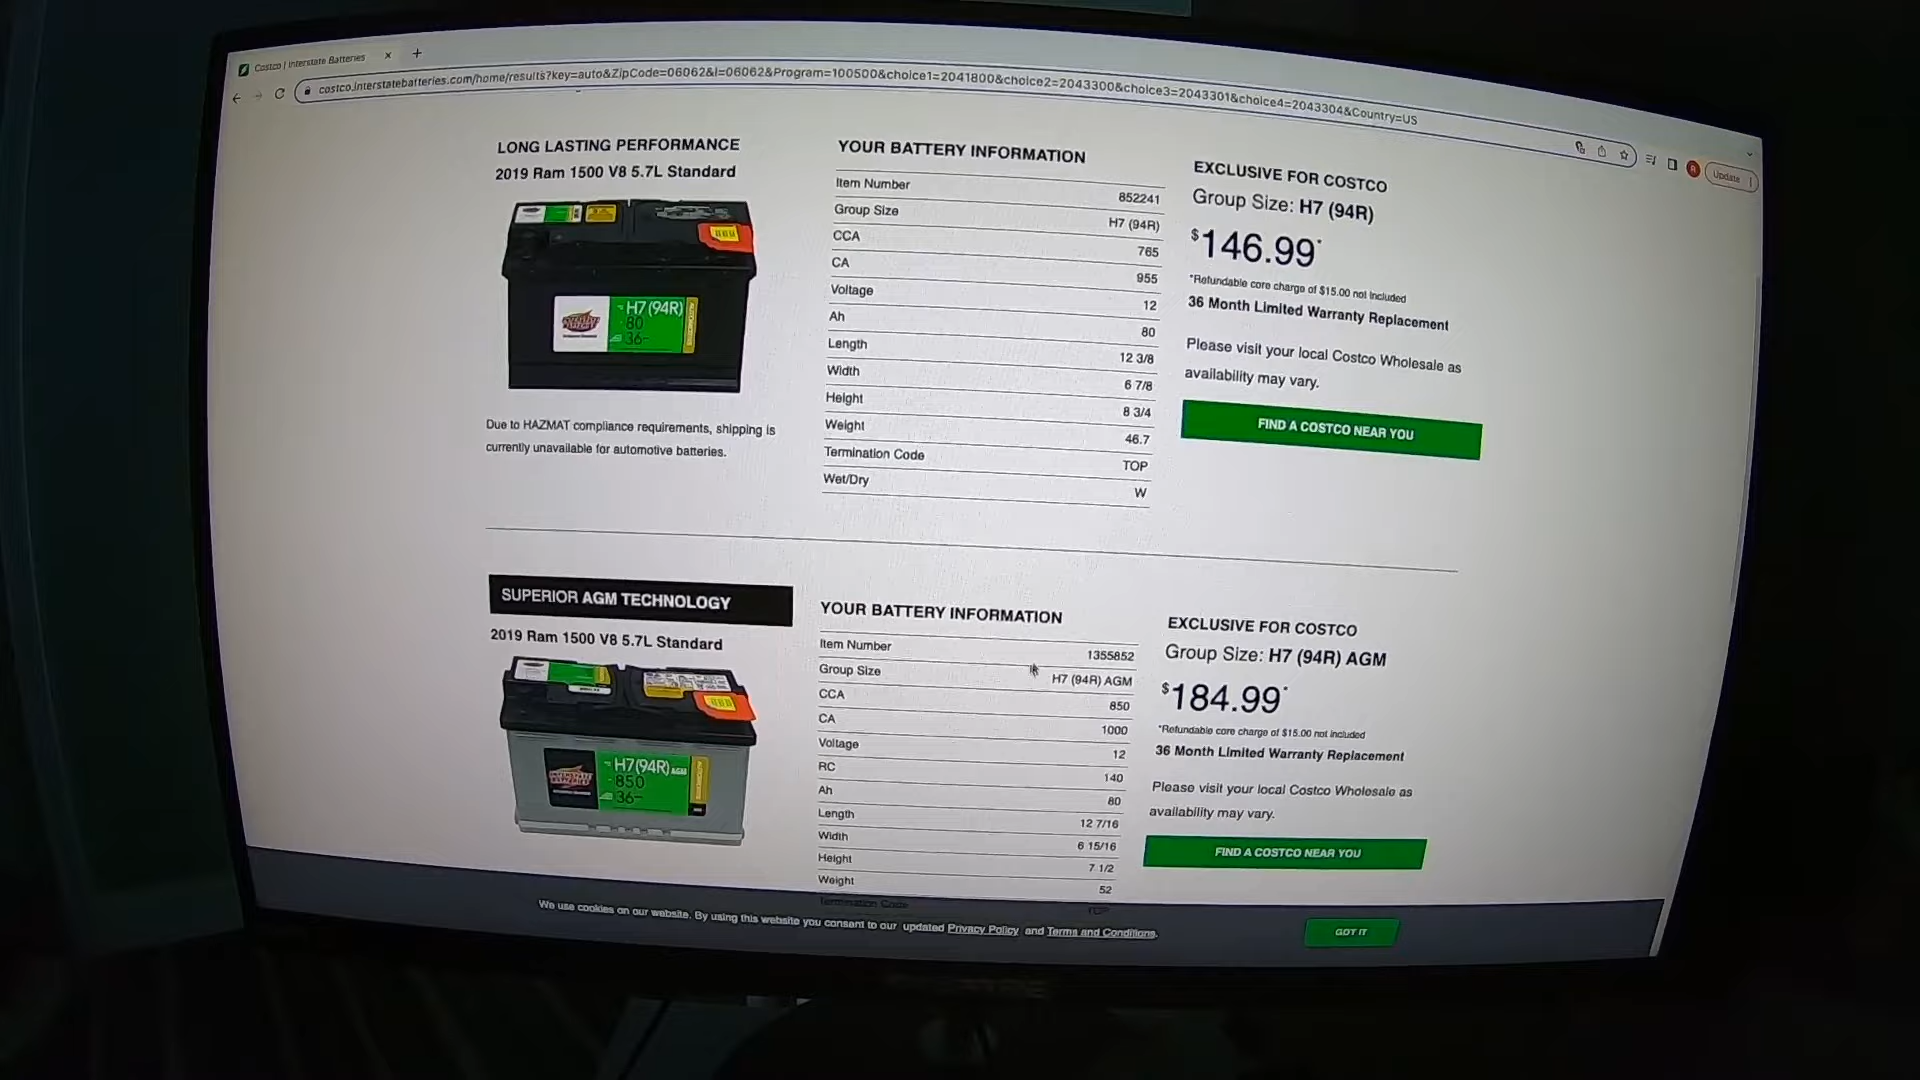 Costco | Interstate Batteries
costco.interstatebatteries.com/home/results?key=auto&ZipCode=06062&l=06062&Program=100500&choice1=2041800&choice2=2043300&choice3=2043301&choice4=2043304&Country=US
R
Update
LONG LASTING PERFORMANCE
2019 Ram 1500 V8 5.7L Standard
H7 (94R)
80
36
Due to HAZMAT compliance requirements, shipping is
currently unavailable for automotive batteries.
YOUR BATTERY INFORMATION
Item Number 852241
Group Size H7 (94R)
CCA 765
CA 955
Voltage 12
Ah 80
Length 12 3/8
Width 6 7/8
Height 8 3/4
Weight 46.7
Termination Code TOP
Wet/Dry W
EXCLUSIVE FOR COSTCO
Group Size: H7 (94R)
$146.99*
*Refundable core charge of $15.00 not included
36 Month Limited Warranty Replacement
Please visit your local Costco Wholesale as
availability may vary.
FIND A COSTCO NEAR YOU
SUPERIOR AGM TECHNOLOGY
2019 Ram 1500 V8 5.7L Standard
INTERSTATE
BATTERIES
H7 (94R) AGM
850
36
YOUR BATTERY INFORMATION
Item Number 1355852
Group Size H7 (94R) AGM
CCA 850
CA 1000
Voltage 12
RC 140
Ah 80
Length 12 7/16
Width 6 15/16
Height 7 1/2
Weight 52
Termination Code TOP
EXCLUSIVE FOR COSTCO
Group Size: H7 (94R) AGM
$184.99*
*Refundable core charge of $15.00 not included
36 Month Limited Warranty Replacement
Please visit your local Costco Wholesale as
availability may vary.
FIND A COSTCO NEAR YOU
We use cookies on our website. By using this website you consent to our updated Privacy Policy and Terms and Conditions.
GOT IT